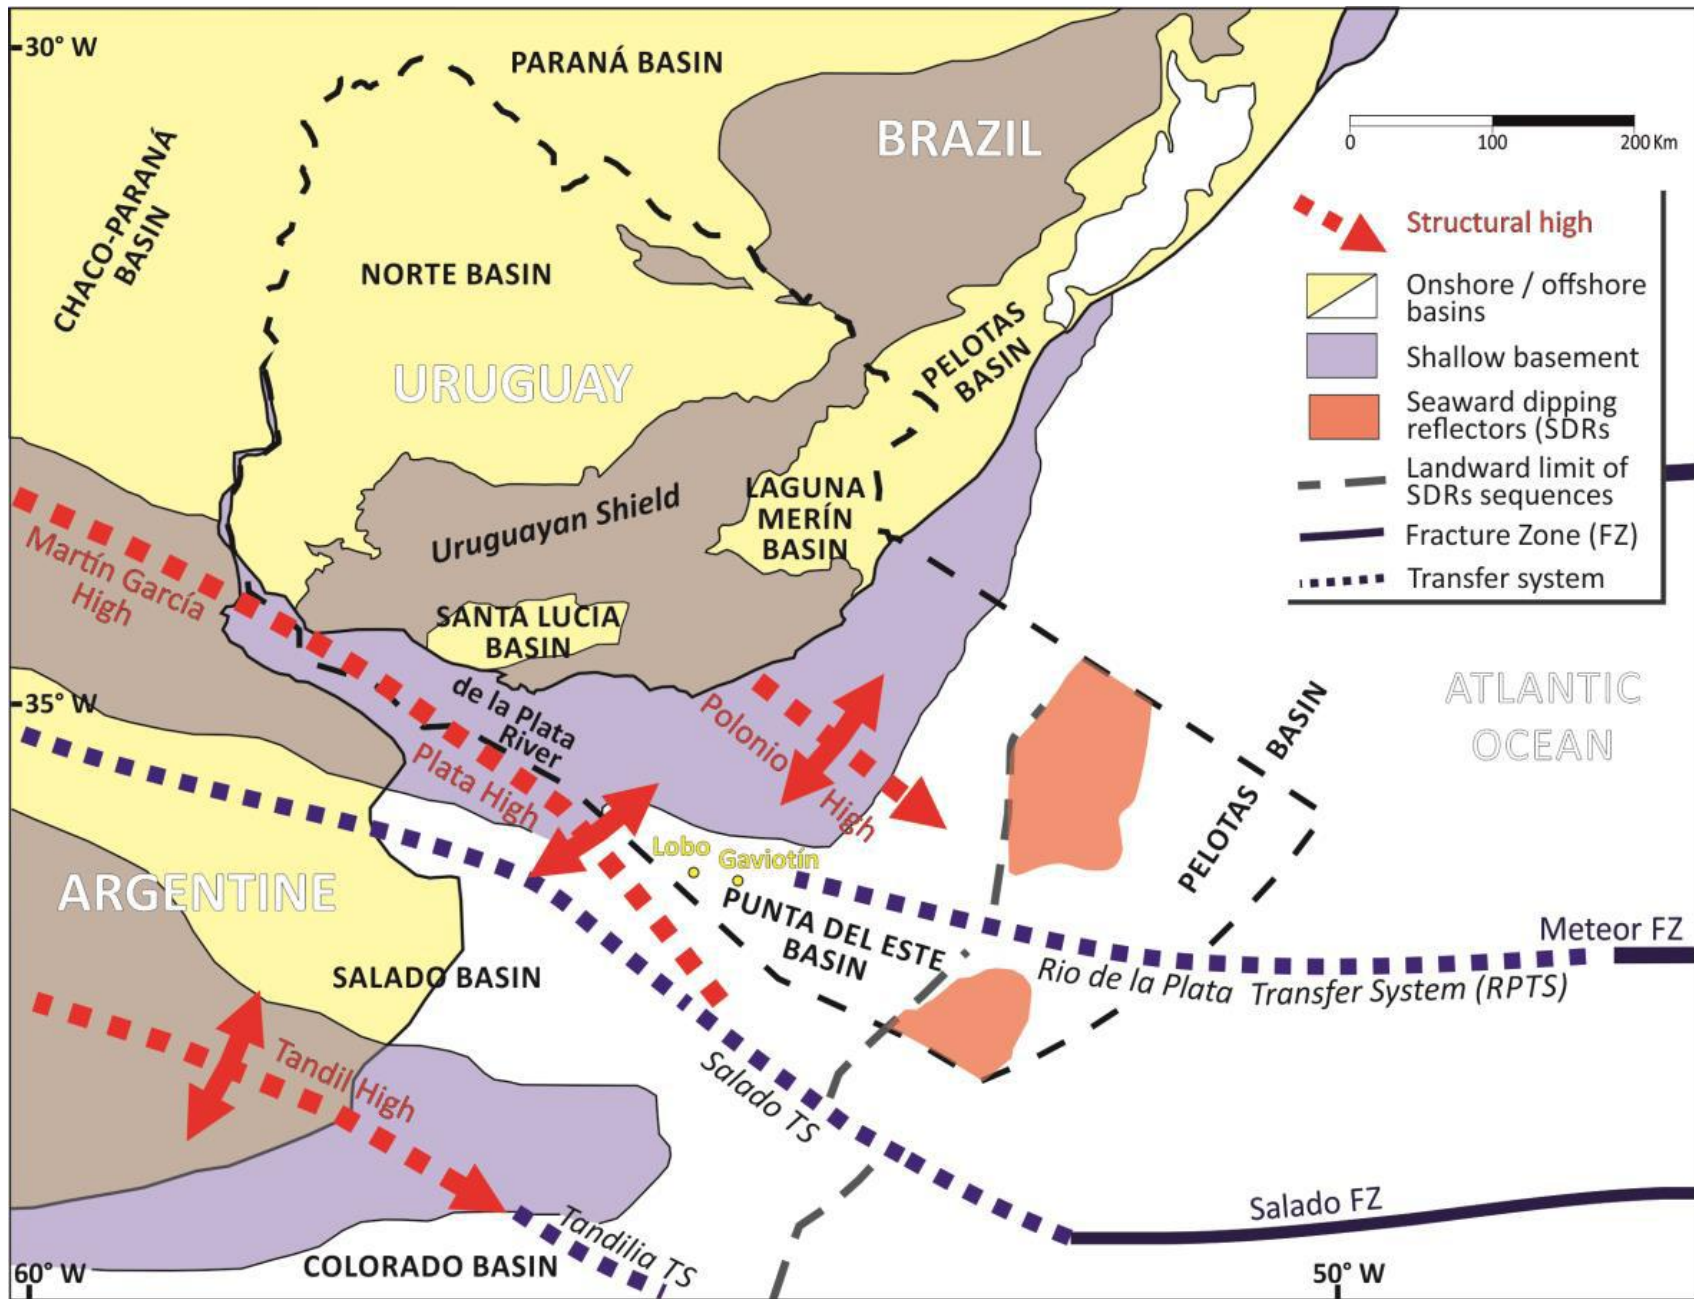 30° W
PARANÁ BASIN
BRAZIL
0 100 200 Km
CHACO-PARANÁ
BASIN
NORTE BASIN
URUGUAY
PELOTAS
BASIN
Structural high
Onshore / offshore
basins
Shallow basement
Seaward dipping
reflectors (SDRs
Landward limit of
SDRs sequences
Fracture Zone (FZ)
Transfer system
Uruguayan Shield
LAGUNA
MERÍN
BASIN
Martín García
High
SANTA LUCIA
BASIN
35° W
de la Plata
River
Plata High
Polonio
High
ATLANTIC
OCEAN
PELOTAS BASIN
Lobo
Gaviotín
ARGENTINE
PUNTA DEL ESTE
BASIN
SALADO BASIN
Meteor FZ
Rio de la Plata Transfer System (RPTS)
Tandil High
Salado TS
Salado FZ
Tandilia TS
COLORADO BASIN
60° W
50° W